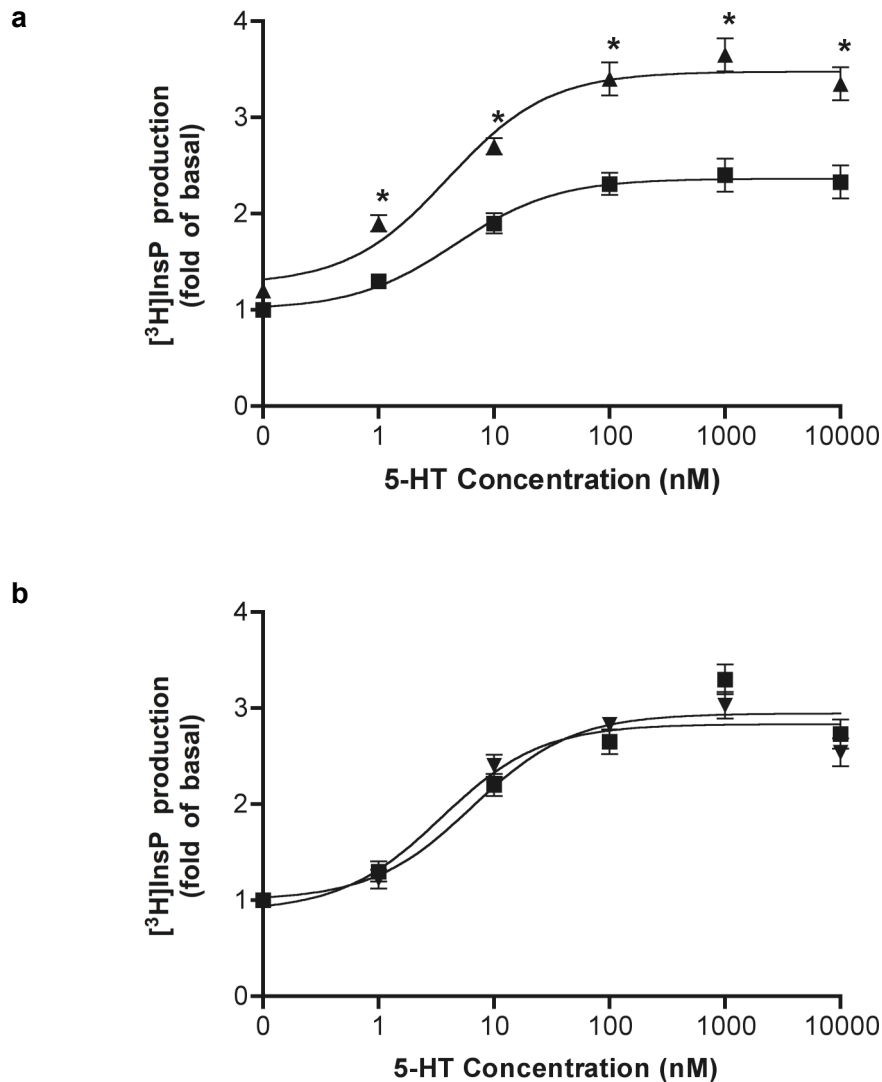 a
[³H]InsP production
(fold of basal)
4
3
2
1
0
* * * * *
0 1 10 100 1000 10000
5-HT Concentration (nM)
b
[³H]InsP production
(fold of basal)
4
3
2
1
0
0 1 10 100 1000 10000
5-HT Concentration (nM)